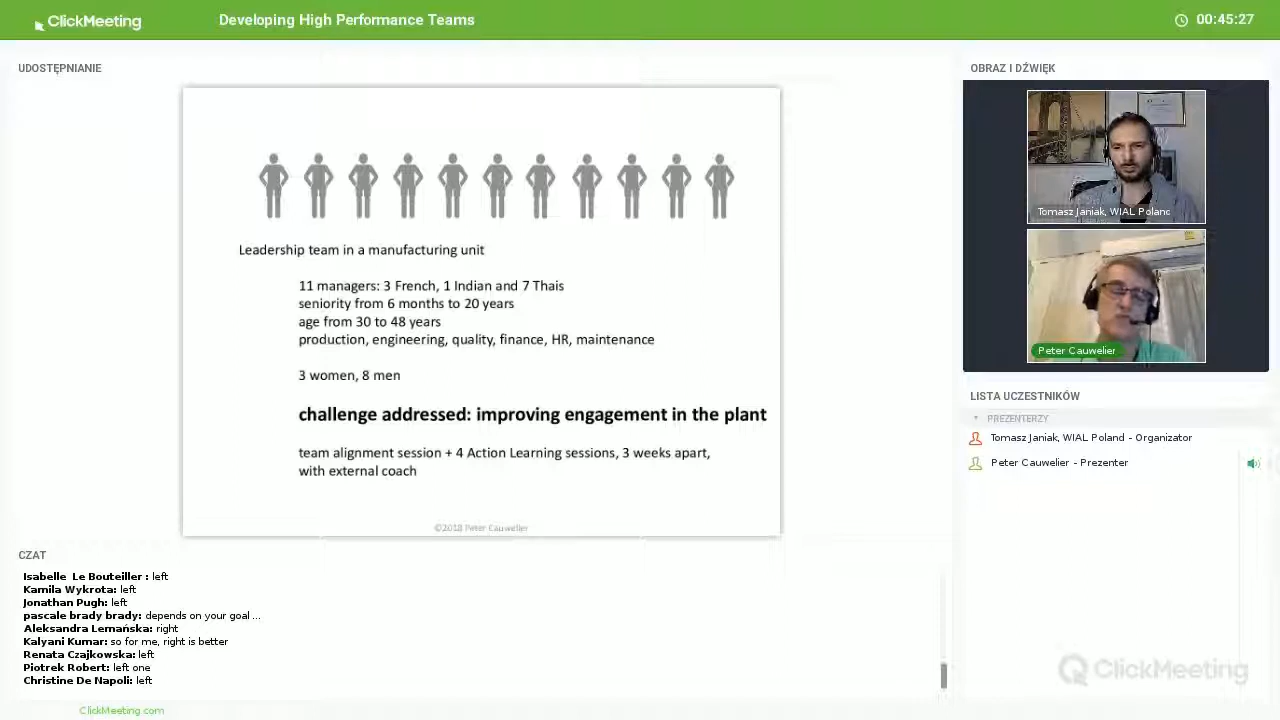 ClickMeeting
Developing High Performance Teams
00:45:27
UDOSTĘPNIANIE
Leadership team in a manufacturing unit
11 managers: 3 French, 1 Indian and 7 Thais
seniority from 6 months to 20 years
age from 30 to 48 years
production, engineering, quality, finance, HR, maintenance
3 women, 8 men
challenge addressed: improving engagement in the plant
team alignment session + 4 Action Learning sessions, 3 weeks apart,
with external coach
©2018 Peter Cauwelier
OBRAZ I DŹWIĘK
Tomasz Janiak, WIAL Poland
Peter Cauwelier
LISTA UCZESTNIKÓW
PREZENTERZY
Tomasz Janiak, WIAL Poland - Organizator
Peter Cauwelier - Prezenter
CZAT
Isabelle Le Bouteiller : left
Kamila Wykrota: left
Jonathan Pugh: left
pascale brady brady: depends on your goal ...
Aleksandra Lemańska: right
Kalyani Kumar: so for me, right is better
Renata Czajkowska: left
Piotrek Robert: left one
Christine De Napoli: left
ClickMeeting
ClickMeeting.com